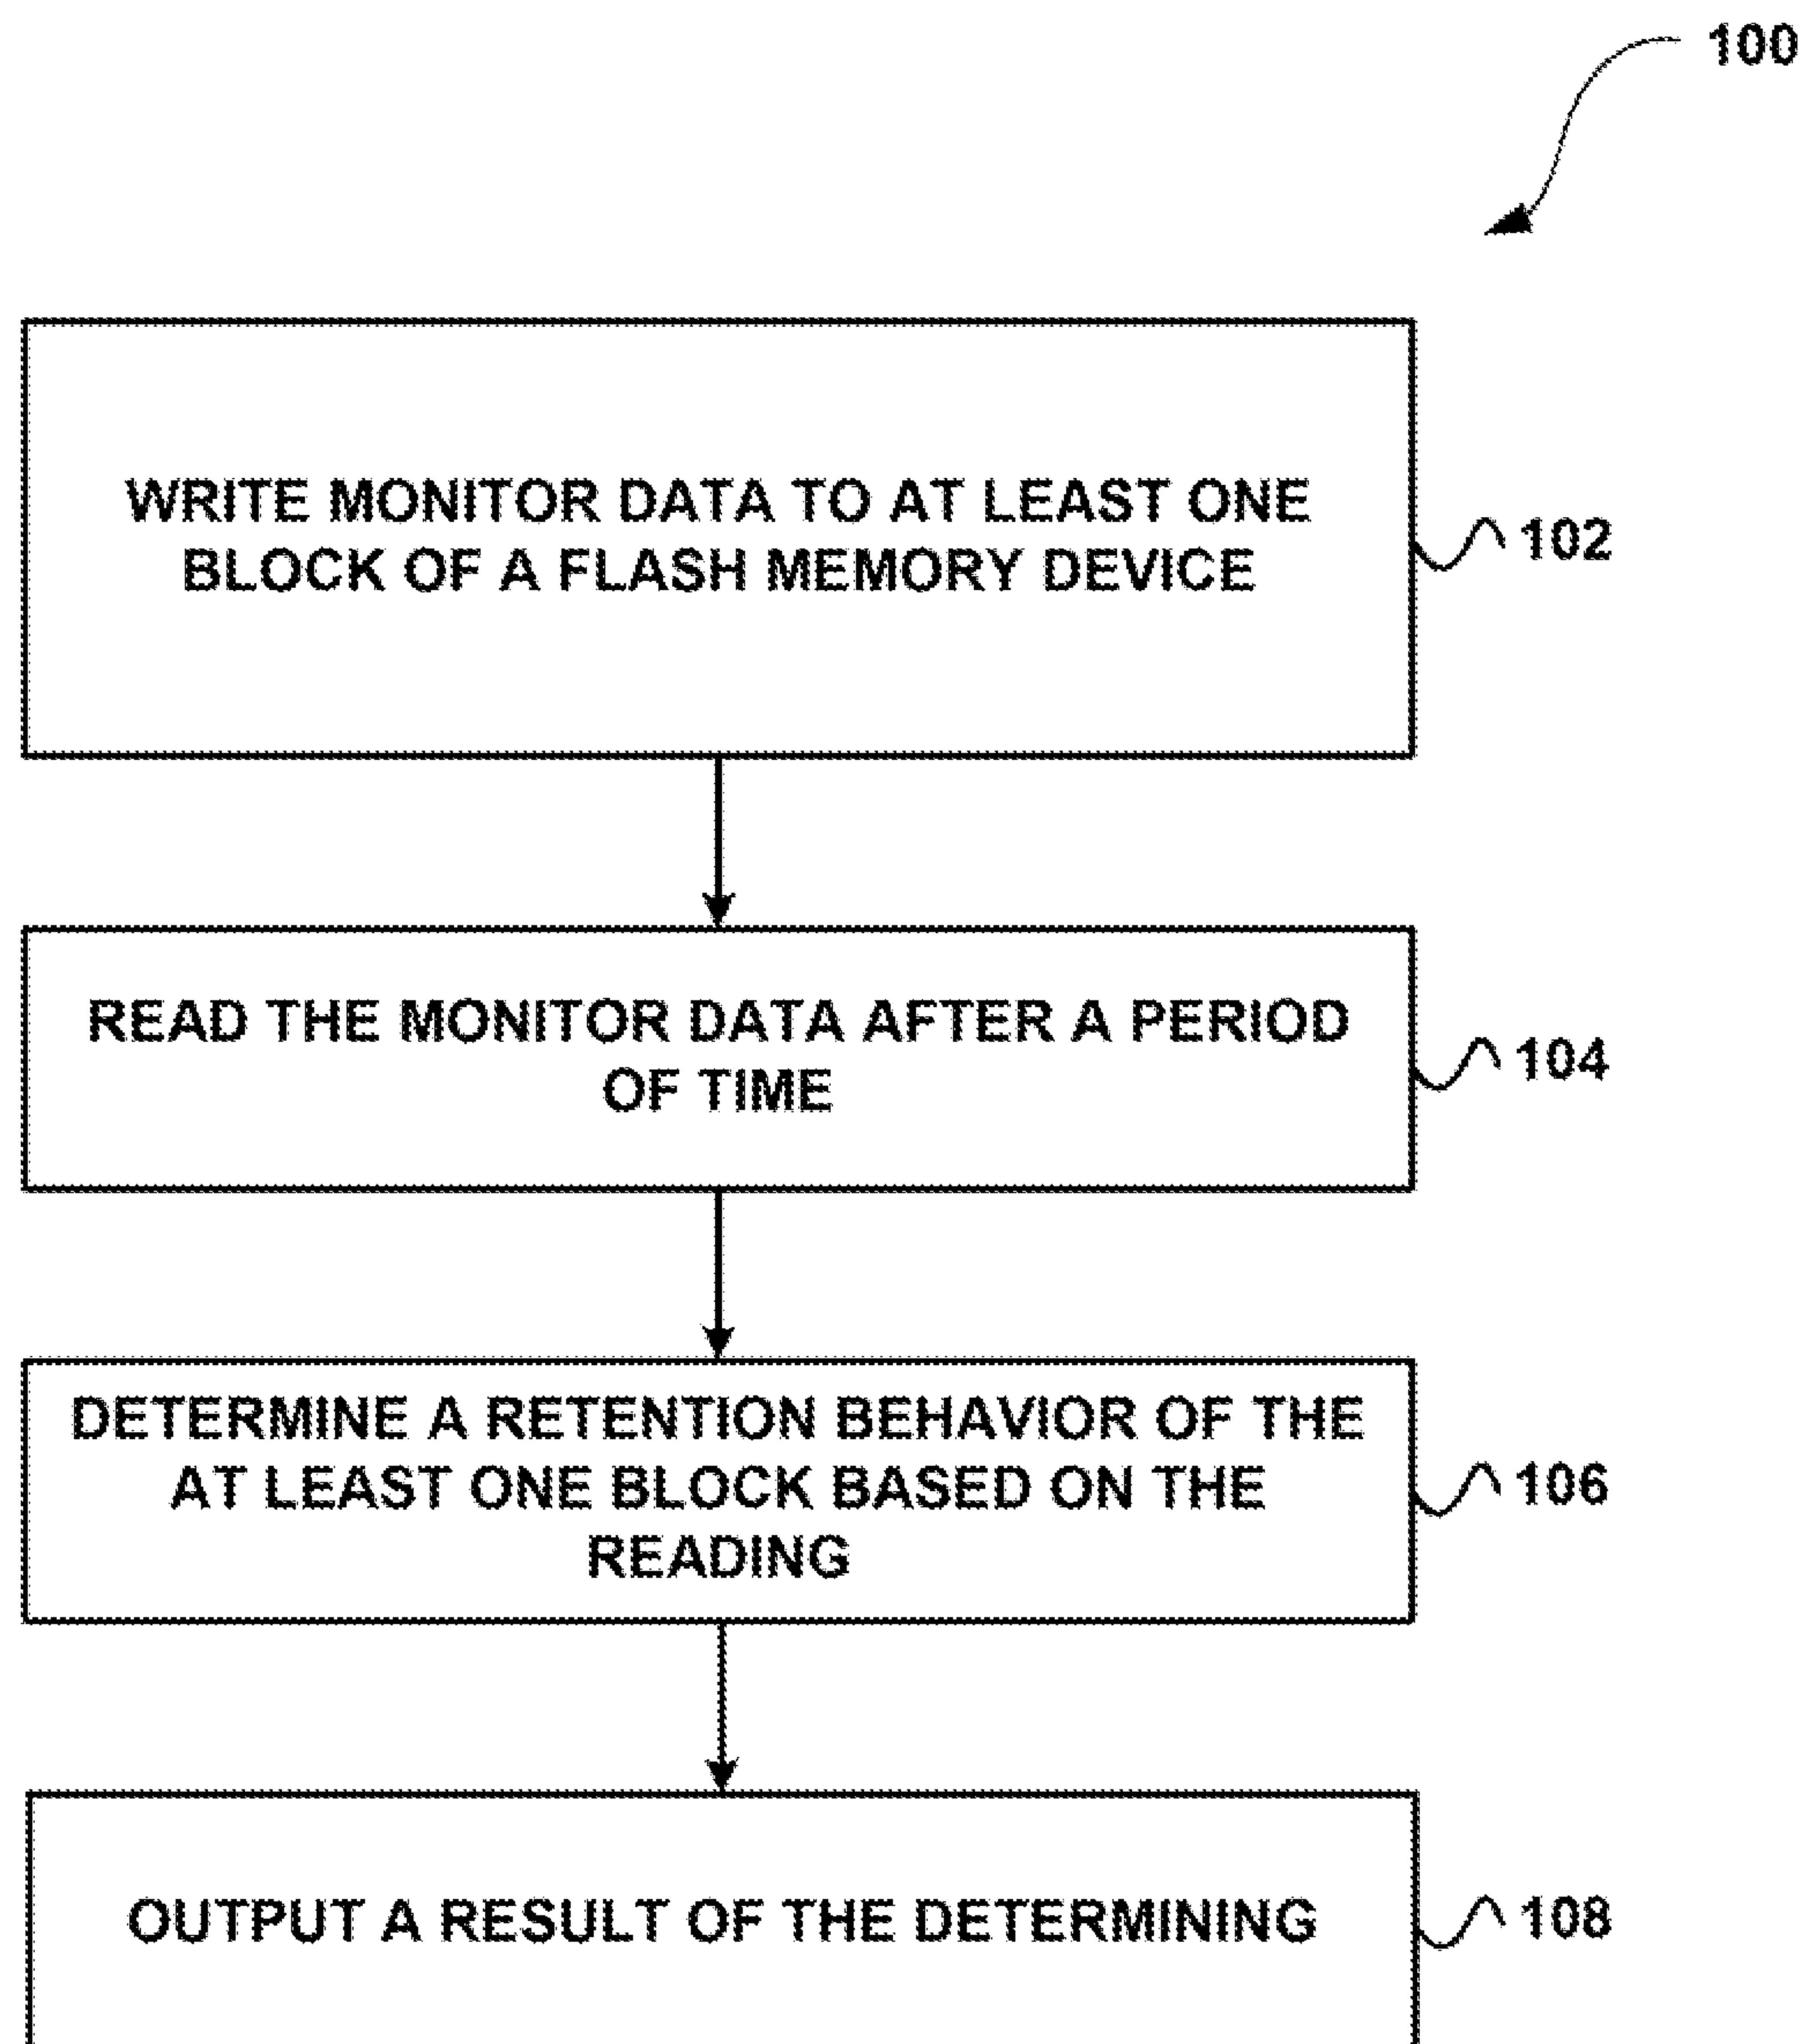 100
WRITE MONITOR DATA TO AT LEAST ONE
BLOCK OF A FLASH MEMORY DEVICE
102
READ THE MONITOR DATA AFTER A PERIOD
OF TIME
104
DETERMINE A RETENTION BEHAVIOR OF THE
AT LEAST ONE BLOCK BASED ON THE
READING
106
OUTPUT A RESULT OF THE DETERMINING
108